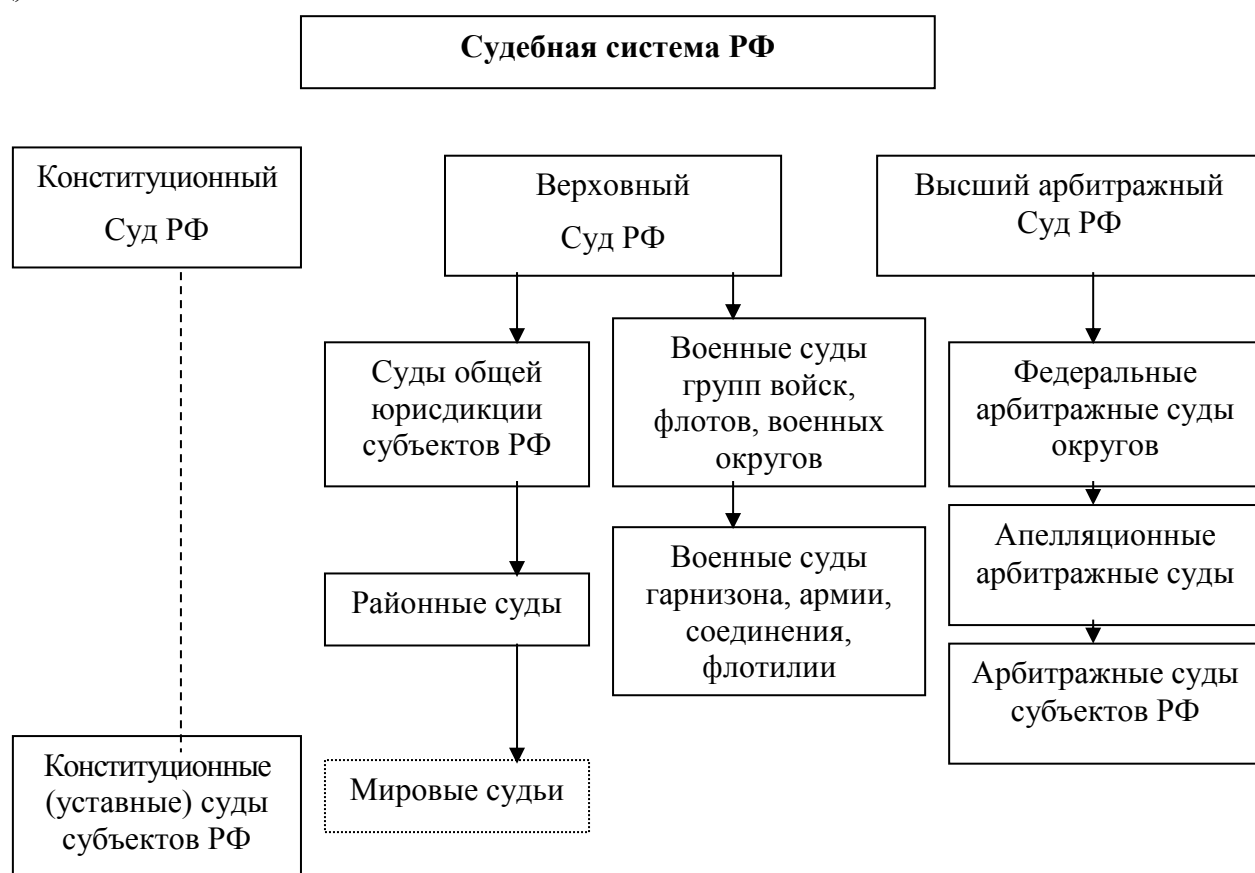 Судебная система РФ
Конституционный
Суд РФ
Верховный
Суд РФ
Высший арбитражный
Суд РФ
Суды общей
юрисдикции
субъектов РФ
Военные суды
групп войск,
флотов, военных
округов
Федеральные
арбитражные суды
округов
Апелляционные
арбитражные суды
Районные суды
Военные суды
гарнизона, армии,
соединения,
флотилии
Арбитражные суды
субъектов РФ
Конституционные
(уставные) суды
субъектов РФ
Мировые судьи